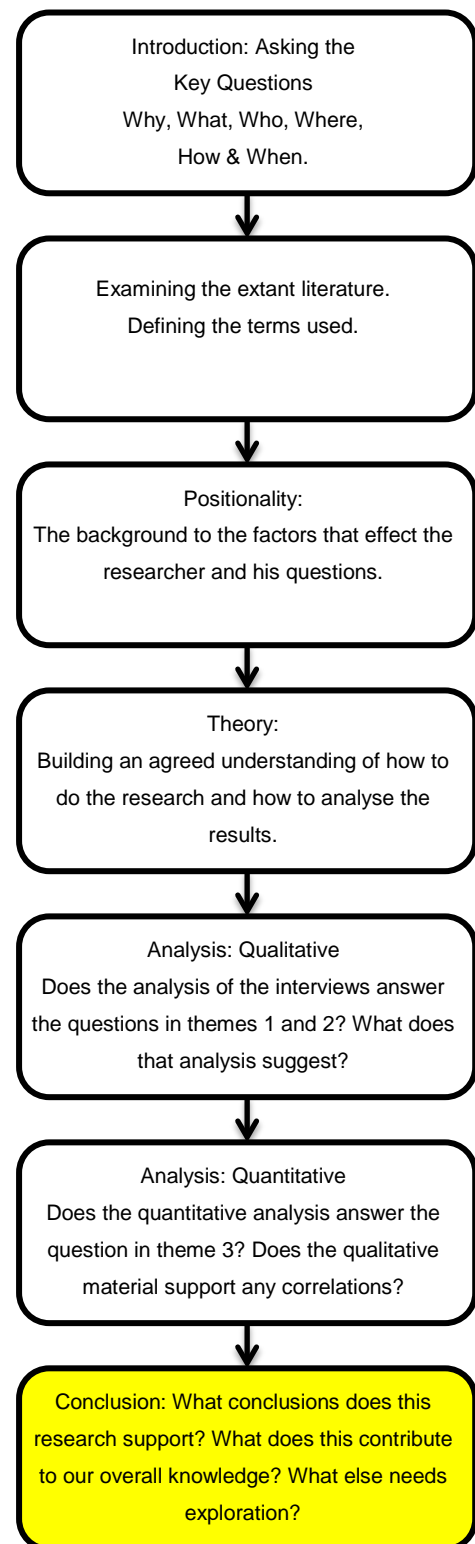 Introduction: Asking the
Key Questions
Why, What, Who, Where,
How & When.
Examining the extant literature.
Defining the terms used.
Positionality:
The background to the factors that effect the
researcher and his questions.
Theory:
Building an agreed understanding of how to
do the research and how to analyse the
results.
Analysis: Qualitative
Does the analysis of the interviews answer
the questions in themes 1 and 2? What does
that analysis suggest?
Analysis: Quantitative
Does the quantitative analysis answer the
question in theme 3? Does the qualitative
material support any correlations?
Conclusion: What conclusions does this
research support? What does this contribute
to our overall knowledge? What else needs
exploration?